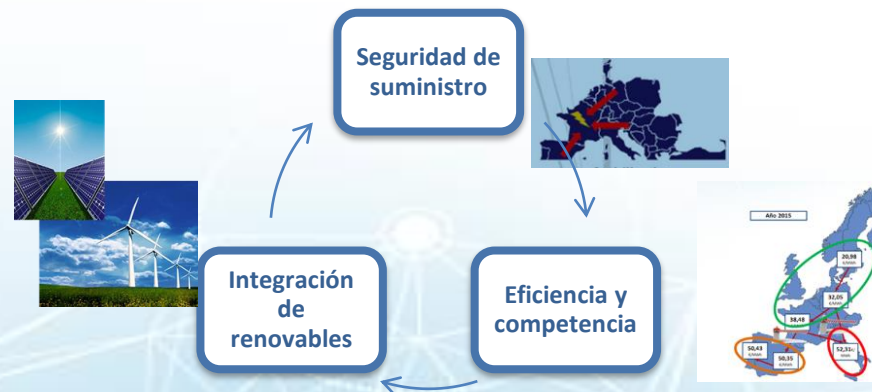 Seguridad de
suministro
Año 2015
20,98
32,05
38,48
50,43
50,35
52,31
Integración
de
renovables
Eficiencia y
competencia